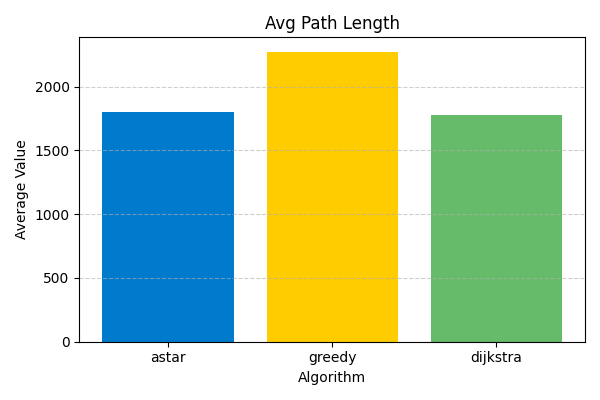 Avg Path Length
Average Value
2000
1500
1000
500
0
astar greedy dijkstra
Algorithm